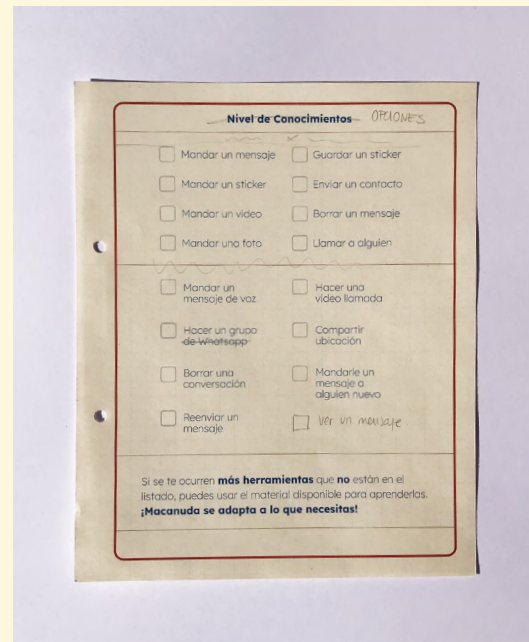 Nivel de Conocimientos OPCIONES
Mandar un mensaje
Guardar un sticker
Mandar un sticker
Enviar un contacto
Mandar un video
Borrar un mensaje
Mandar una foto
Llamar a alguien
Mandar un
mensaje de voz
Hacer una
video llamada
Hacer un grupo
de Whatsapp
Compartir
ubicación
Borrar una
conversación
Mandarle un
mensaje a
alguien nuevo
Reenviar un
mensaje
ver un mensaje.
Si se te ocurren más herramientas que no están en el
listado, puedes usar el material disponible para aprenderlas.
¡Macanuda se adapta a lo que necesitas!